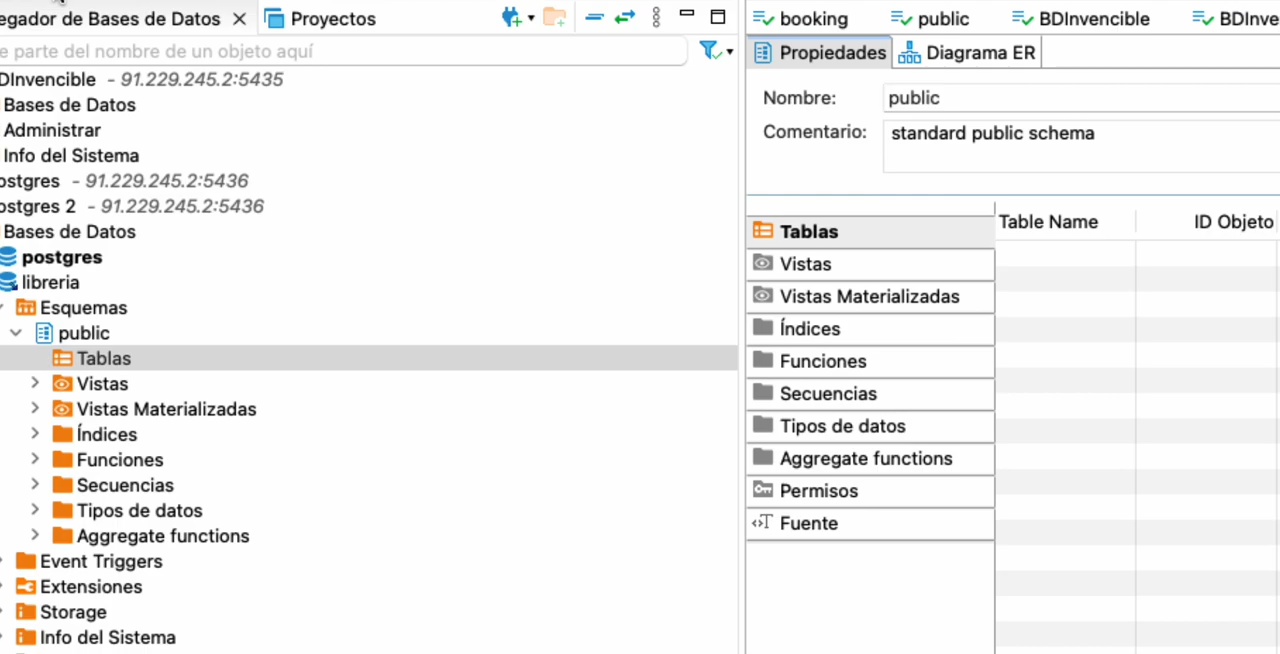 egador de Bases de Datos
Proyectos
e parte del nombre de un objeto aquí
DInvencible - 91.229.245.2:5435
Bases de Datos
Administrar
Info del Sistema
ostgres - 91.229.245.2:5436
ostgres 2 - 91.229.245.2:5436
Bases de Datos
postgres
libreria
Esquemas
public
Tablas
Vistas
Vistas Materializadas
Índices
Funciones
Secuencias
Tipos de datos
Aggregate functions
Event Triggers
Extensiones
Storage
Info del Sistema
booking public BDInvencible BDInve
Propiedades Diagrama ER
Nombre: public
Comentario: standard public schema
Tablas
Vistas
Vistas Materializadas
Índices
Funciones
Secuencias
Tipos de datos
Aggregate functions
Permisos
Fuente
Table Name ID Objeto